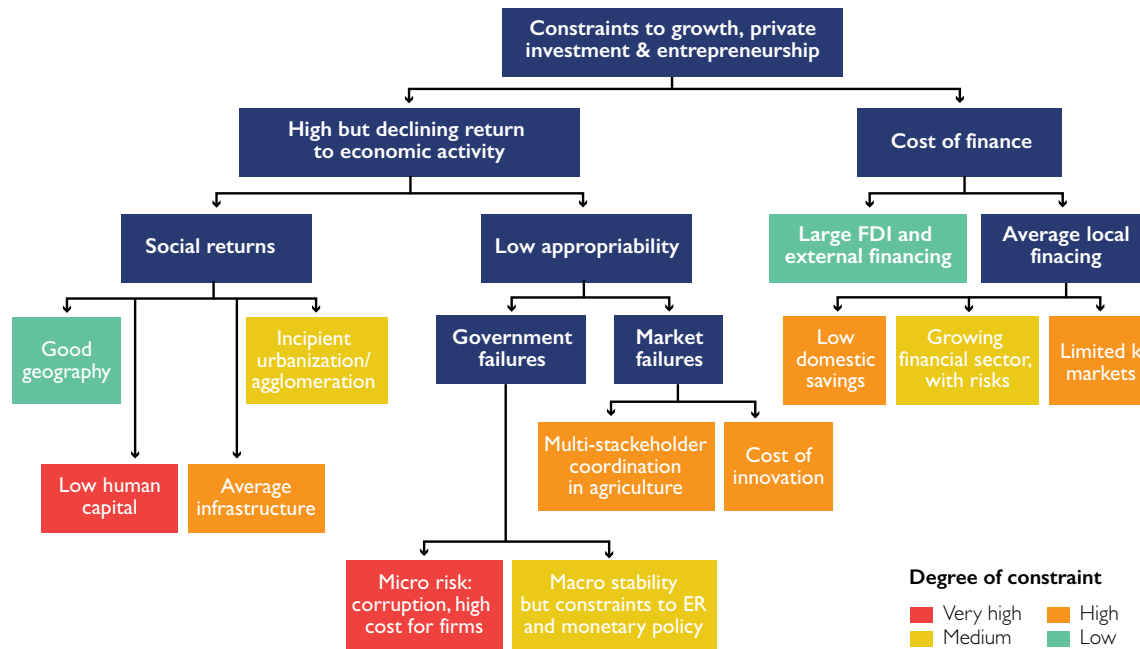 Constraints to growth, private
investment & entrepreneurship
High but declining return
to economic activity
Cost of finance
Social returns
Low appropriability
Large FDI and
external financing
Average local
finacing
Good
geography
Incipient
urbanization/
agglomeration
Government
failures
Market
failures
Low
domestic
savings
Growing
financial sector,
with risks
Limited k
markets
Low human
capital
Average
infrastructure
Multi-stackeholder
coordination
in agriculture
Cost of
innovation
Micro risk:
corruption, high
cost for firms
Macro stability
but constraints to ER
and monetary policy
Degree of constraint
Very high
High
Medium
Low